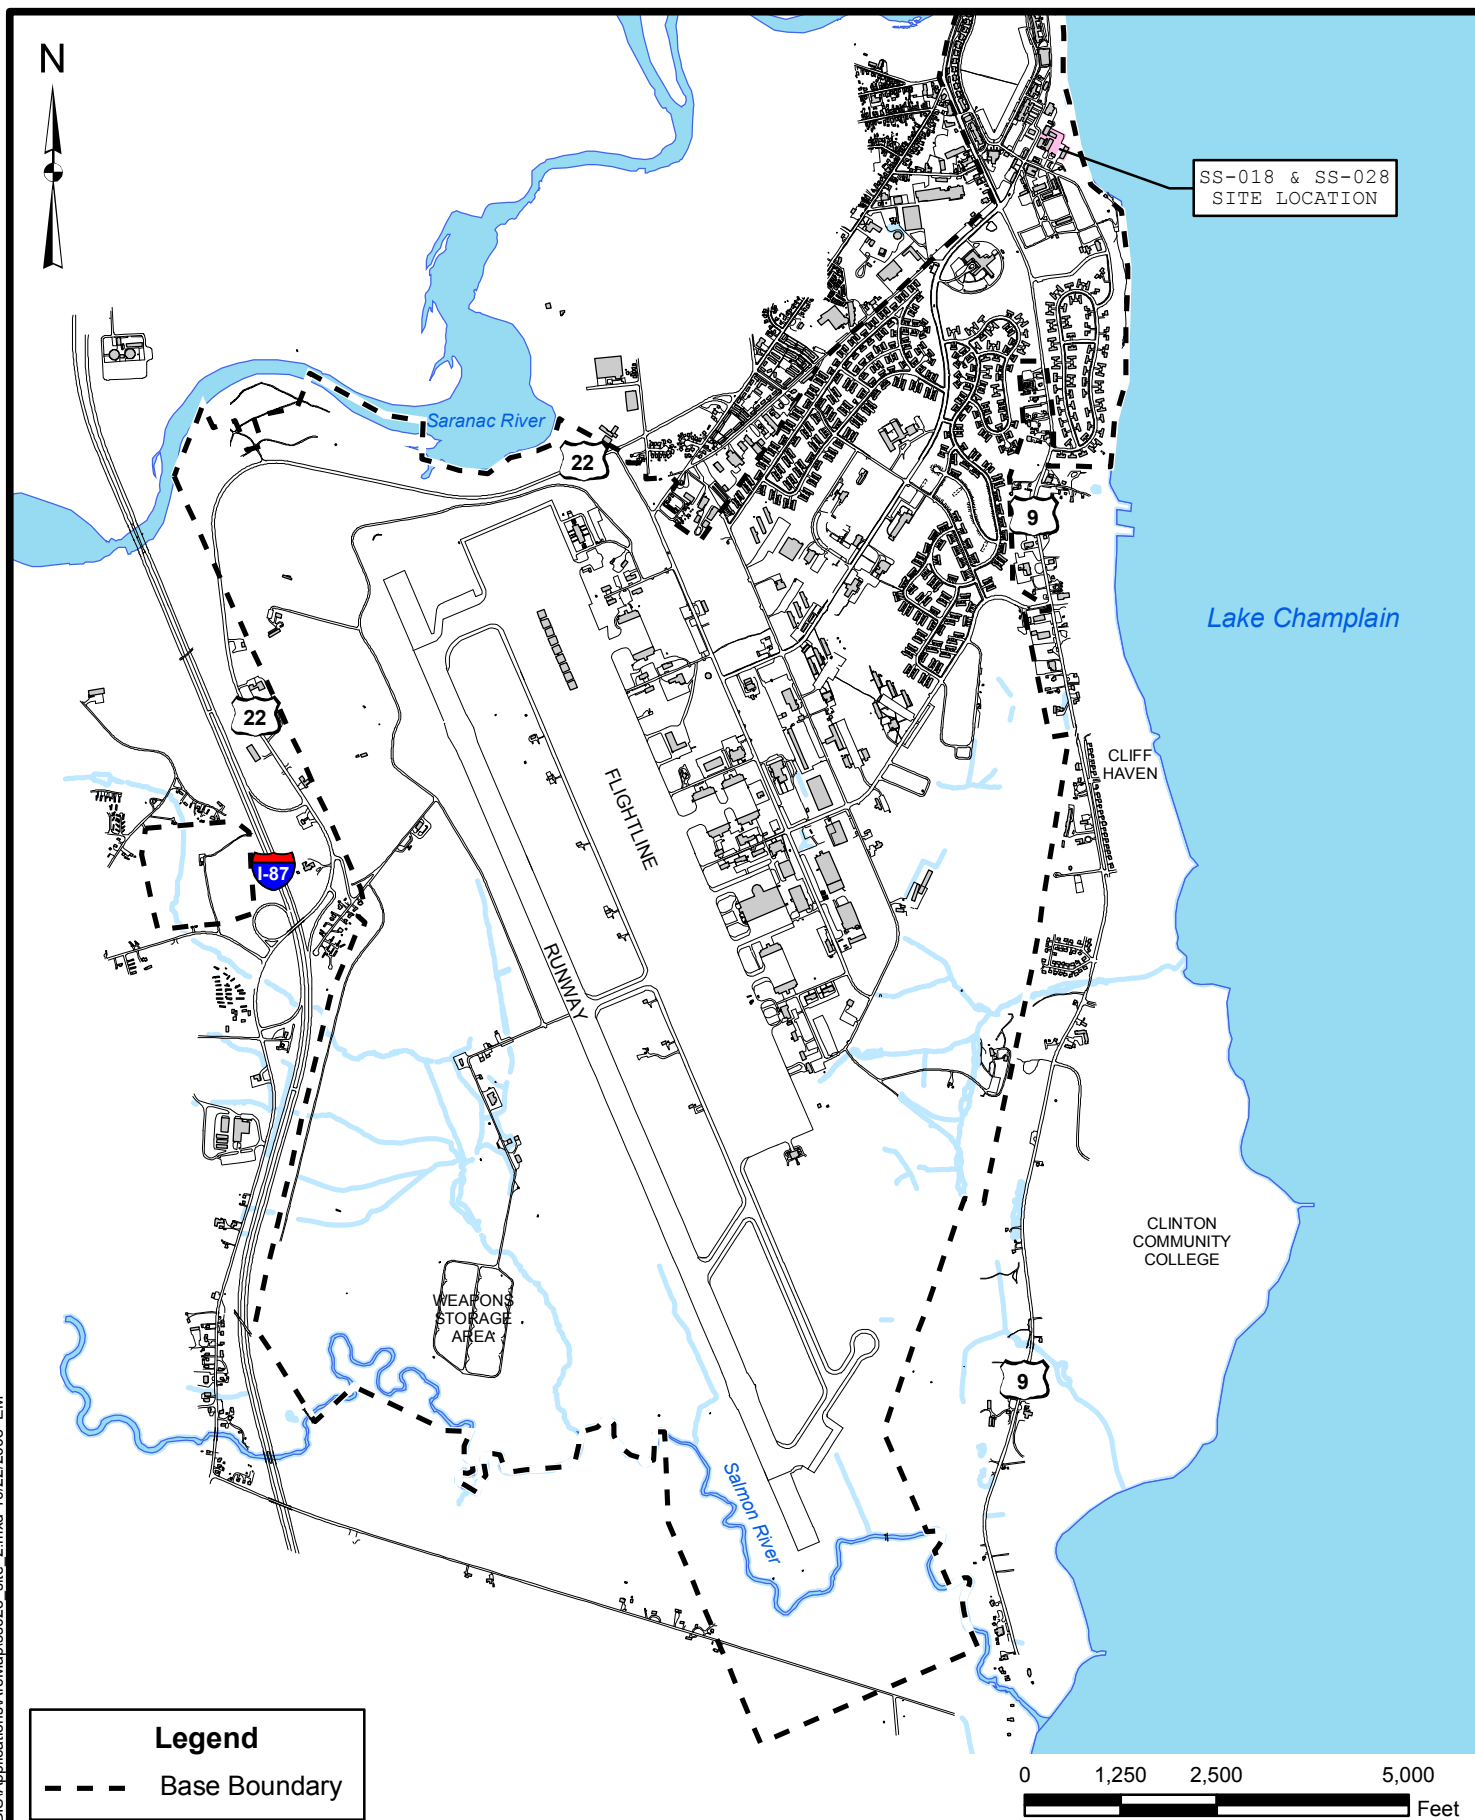 N
SS-018 & SS-028
SITE LOCATION
Saranac River
22
9
Lake Champlain
22
CLIFF
HAVEN
FLIGHTLINE
I-87
RUNWAY
CLINTON
COMMUNITY
COLLEGE
WEAPONS
STORAGE
AREA
9
Salmon River
Legend
Base Boundary
0 1,250 2,500 5,000
Feet